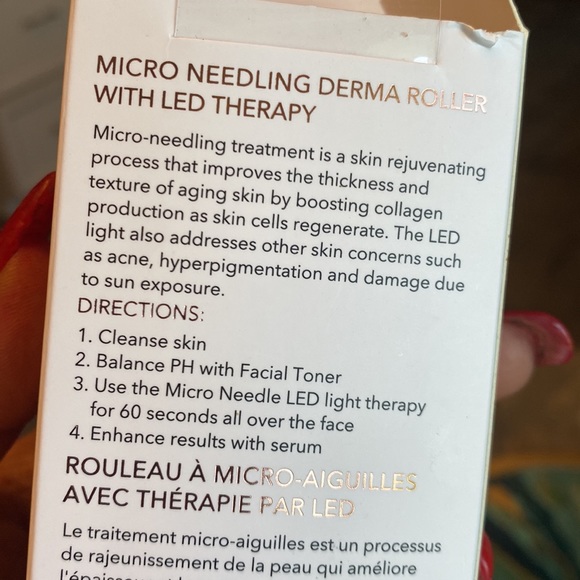 MICRO NEEDLING DERMA ROLLER
WITH LED THERAPY
Micro-needling treatment is a skin rejuvenating
process that improves the thickness and
texture of aging skin by boosting collagen
production as skin cells regenerate. The LED
light also addresses other skin concerns such
as acne, hyperpigmentation and damage due
to sun exposure.
DIRECTIONS:
1. Cleanse skin
2. Balance PH with Facial Toner
3. Use the Micro Needle LED light therapy
for 60 seconds all over the face
4. Enhance results with serum
ROULEAU À MICRO-AIGUILLES
AVEC THÉRAPIE PAR LED
Le traitement micro-aiguilles est un processus
de rajeunissement de la peau qui améliore